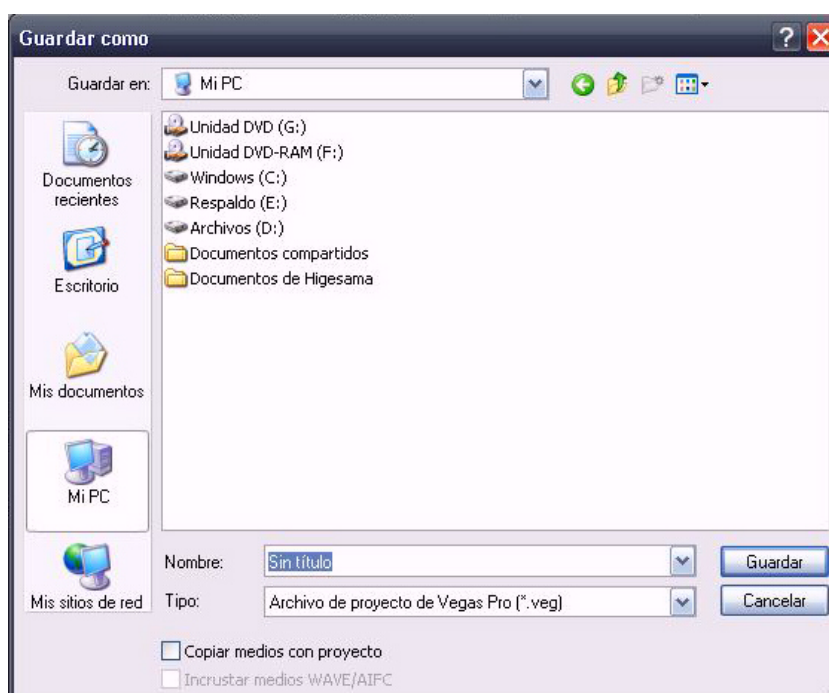 Guardar como
Guardar en:
Mi PC
Unidad DVD (G:)
Unidad DVD-RAM (F:)
Windows (C:)
Respaldo (E:)
Archivos (D:)
Documentos compartidos
Documentos de Higesama
Documentos
recientes
Escritorio
Mis documentos
Mi PC
Mis sitios de red
Nombre:
Sin título
Guardar
Tipo:
Archivo de proyecto de Vegas Pro (*.veg)
Cancelar
Copiar medios con proyecto
Incrustar medios WAVE/AIFC